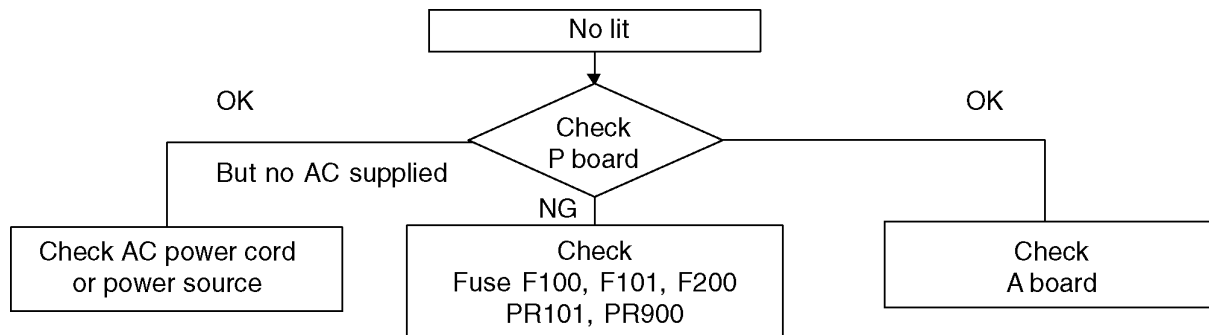 No lit
OK
OK
Check
P board
But no AC supplied
NG
Check AC power cord
or power source
Check
Fuse F100, F101, F200
PR101, PR900
Check
A board